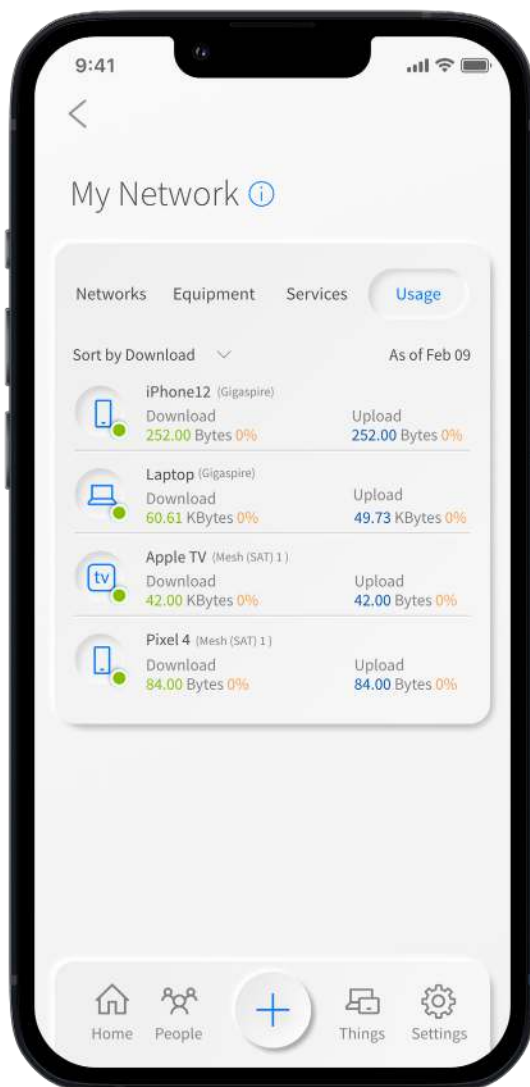 9:41
My Network
Networks Equipment Services Usage
Sort by Download As of Feb 09
iPhone12 (Gigaspire)
Download Upload
252.00 Bytes 0% 252.00 Bytes 0%
Laptop (Gigaspire)
Download Upload
60.61 KBytes 0% 49.73 KBytes 0%
tv
Apple TV (Mesh (SAT) 1 )
Download Upload
42.00 KBytes 0% 42.00 Bytes 0%
Pixel 4 (Mesh (SAT) 1 )
Download Upload
84.00 Bytes 0% 84.00 Bytes 0%
Home People Things Settings